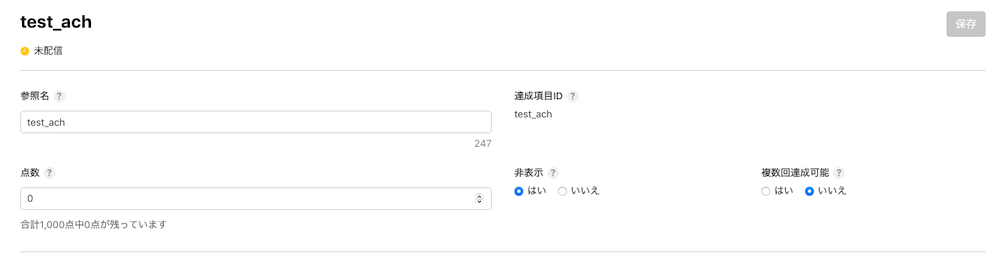 test_ach
保存
未配信
参照名 ?
達成項目ID ?
test_ach
test_ach
247
点数 ?
非表示 ?
複数回達成可能 ?
0
はい
いいえ
はい
いいえ
合計1,000点中0点が残っています